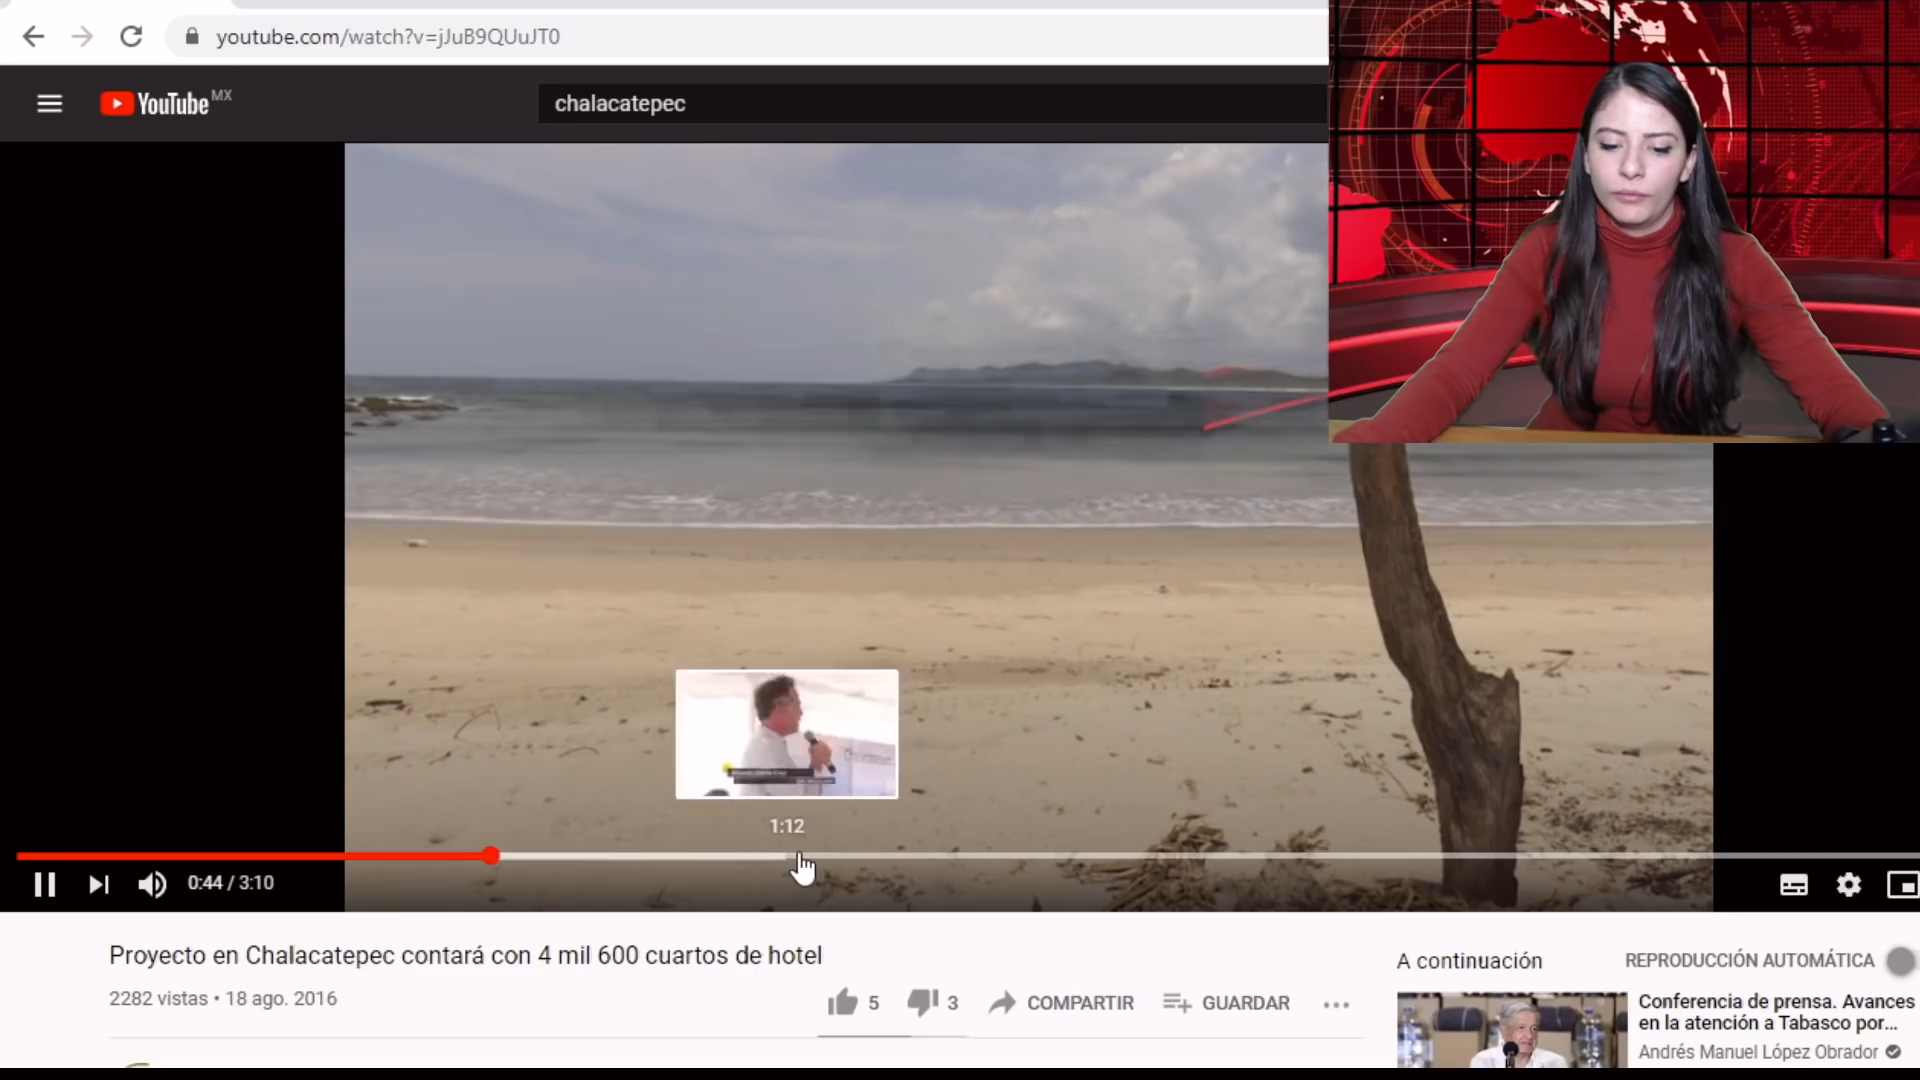 youtube.com/watch?v=jJuB9QUuJT0
YouTube MX
chalacatepec
1:12
0:44 / 3:10
Proyecto en Chalacatepec contará con 4 mil 600 cuartos de hotel
2282 vistas • 18 ago. 2016
5
3
COMPARTIR
GUARDAR
A continuación
REPRODUCCIÓN AUTOMÁTICA
Conferencia de prensa. Avances
en la atención a Tabasco por...
Andrés Manuel López Obrador